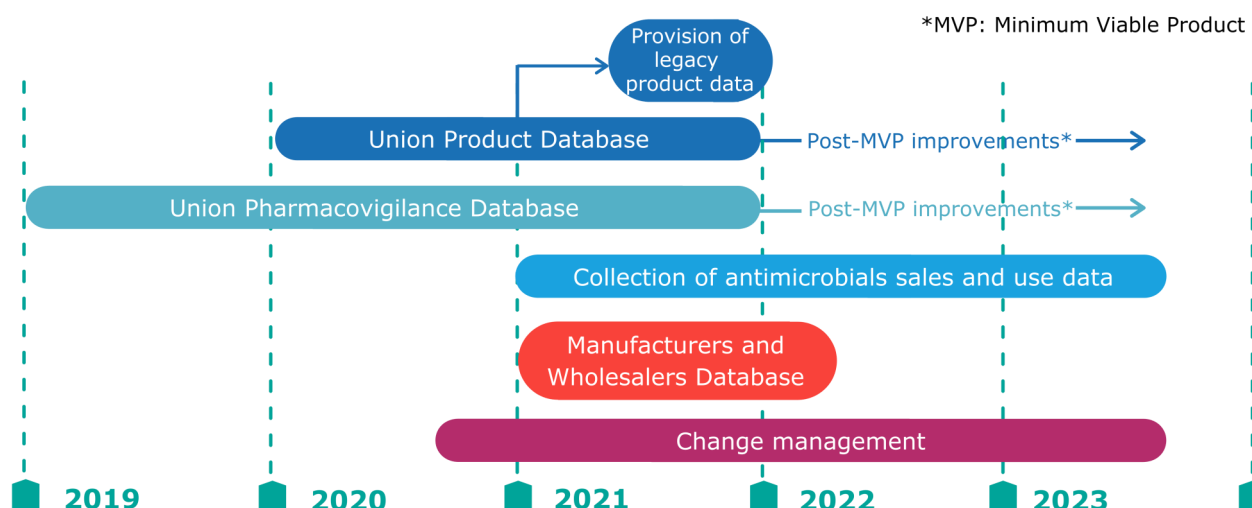 *MVP: Minimum Viable Product
Provision of
legacy
product data
Union Product Database
Post-MVP improvements*
Union Pharmacovigilance Database
Post-MVP improvements*
Collection of antimicrobials sales and use data
Manufacturers and
Wholesalers Database
Change management
2019
2020
2021
2022
2023